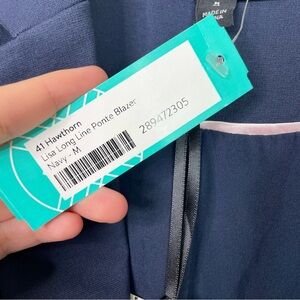 M
MADE IN
CHINA
41 Hawthorn
Lisa Long Line Ponte Blazer
Navy - M
289472305